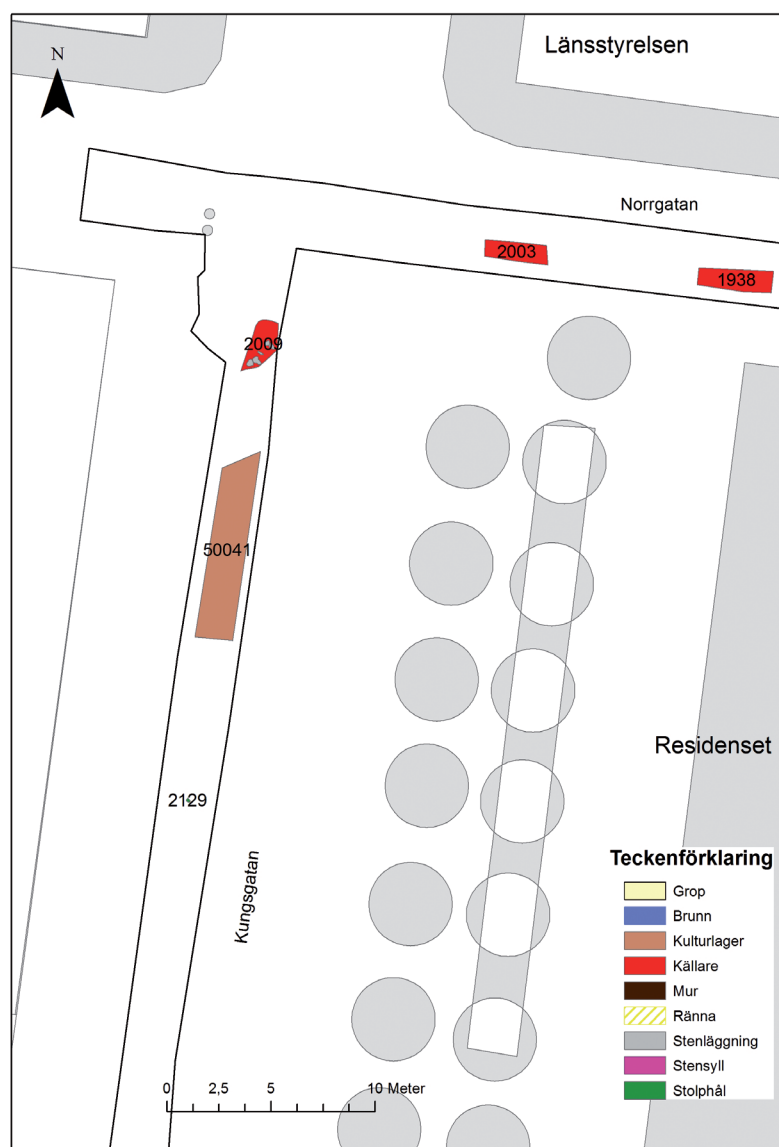 Länsstyrelsen
N
Norrgatan
2003
1938
2009
50041
Residenset
2129
Kungsgatan
Teckenförklaring
Grop
Brunn
Kulturlager
Källare
Mur
Ränna
Stenläggning
Stensyll
Stolphål
0 2,5 5 10 Meter